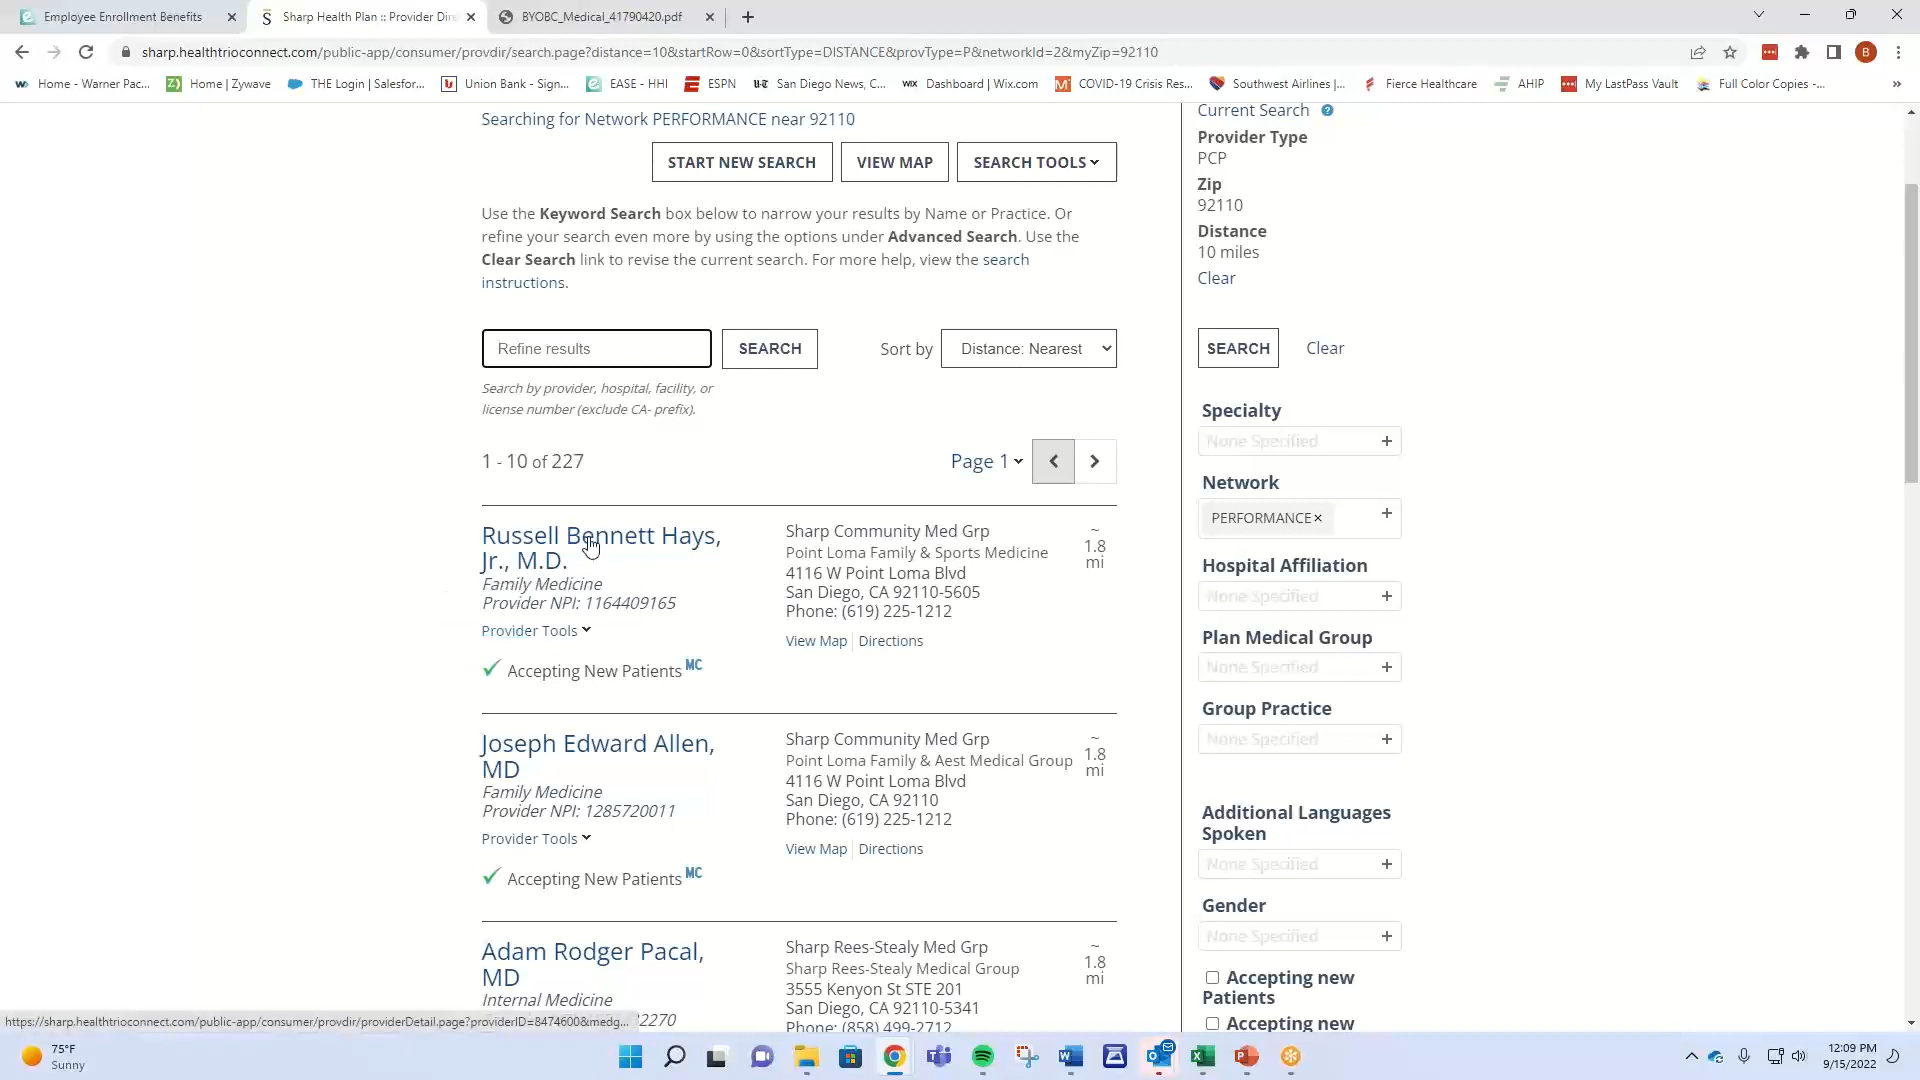 Employee Enrollment Benefits
Sharp Health Plan :: Provider Dire
BYOBC_Medical_41790420.pdf
sharp.healthtrioconnect.com/public-app/consumer/provdir/search.page?distance=10&startRow=0&sortType=DISTANCE&provType=P&networkId=2&myZip=92110
B
Home - Warner Pac...
Home | Zywave
THE Login | Salesfor...
Union Bank - Sign...
EASE - HHI
ESPN
San Diego News, C...
WIX Dashboard | Wix.com
COVID-19 Crisis Res...
Southwest Airlines |...
Fierce Healthcare
AHIP
My LastPass Vault
Full Color Copies -...
Searching for Network PERFORMANCE near 92110
START NEW SEARCH
VIEW MAP
SEARCH TOOLS
Use the Keyword Search box below to narrow your results by Name or Practice. Or
refine your search even more by using the options under Advanced Search. Use the
Clear Search link to revise the current search. For more help, view the search
instructions.
Refine results
SEARCH
Sort by
Distance: Nearest
Search by provider, hospital, facility, or
license number (exclude CA- prefix).
1 - 10 of 227
Page 1
Russell Bennett Hays,
Jr., M.D.
Family Medicine
Provider NPI: 1164409165
Provider Tools
Accepting New Patients MC
Sharp Community Med Grp
Point Loma Family & Sports Medicine
4116 W Point Loma Blvd
San Diego, CA 92110-5605
Phone: (619) 225-1212
View Map
Directions
~
1.8
mi
Joseph Edward Allen,
MD
Family Medicine
Provider NPI: 1285720011
Provider Tools
Accepting New Patients MC
Sharp Community Med Grp
Point Loma Family & Aest Medical Group
4116 W Point Loma Blvd
San Diego, CA 92110
Phone: (619) 225-1212
View Map
Directions
~
1.8
mi
Adam Rodger Pacal,
MD
Internal Medicine
Sharp Rees-Stealy Med Grp
Sharp Rees-Stealy Medical Group
3555 Kenyon St STE 201
San Diego, CA 92110-5341
Phone: (858) 499-2712
~
1.8
mi
Current Search
Provider Type
PCP
Zip
92110
Distance
10 miles
Clear
SEARCH
Clear
Specialty
None Specified
Network
PERFORMANCE×
Hospital Affiliation
None Specified
Plan Medical Group
None Specified
Group Practice
None Specified
Additional Languages
Spoken
None Specified
Gender
None Specified
Accepting new
Patients
Accepting new
https://sharp.healthtrioconnect.com/public-app/consumer/provdir/providerDetail.page?providerID=8474600&medg...
75°F
Sunny
12:09 PM
9/15/2022